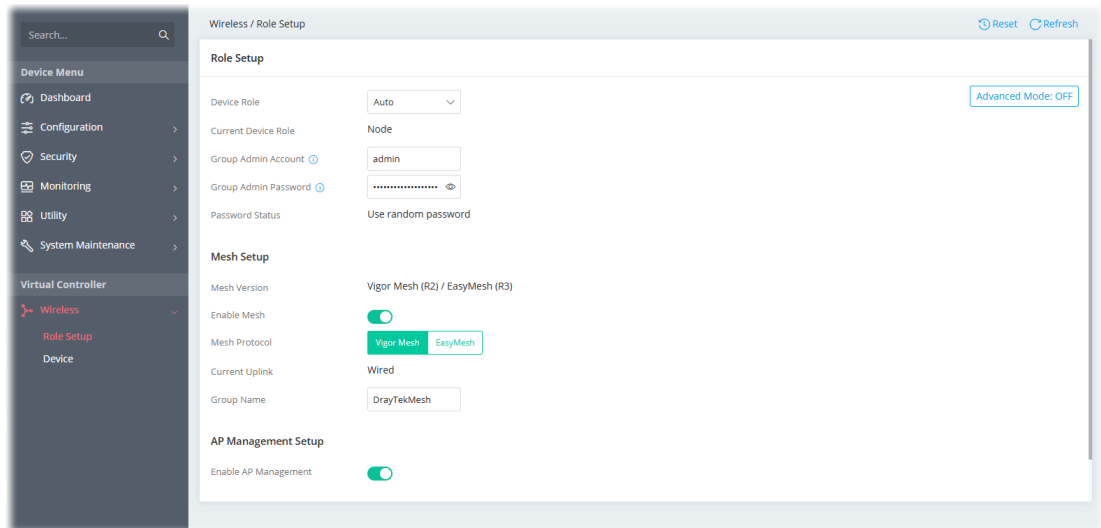 Search...
Device Menu
Dashboard
Configuration
Security
Monitoring
Utility
System Maintenance
Virtual Controller
Wireless
Role Setup
Device
Wireless / Role Setup
Reset
Refresh
Role Setup
Advanced Mode: OFF
Device Role Auto
Current Device Role Node
Group Admin Account admin
Group Admin Password ••••••••••••••••••
Password Status Use random password
Mesh Setup
Mesh Version Vigor Mesh (R2) / EasyMesh (R3)
Enable Mesh
Mesh Protocol Vigor Mesh EasyMesh
Current Uplink Wired
Group Name DrayTekMesh
AP Management Setup
Enable AP Management